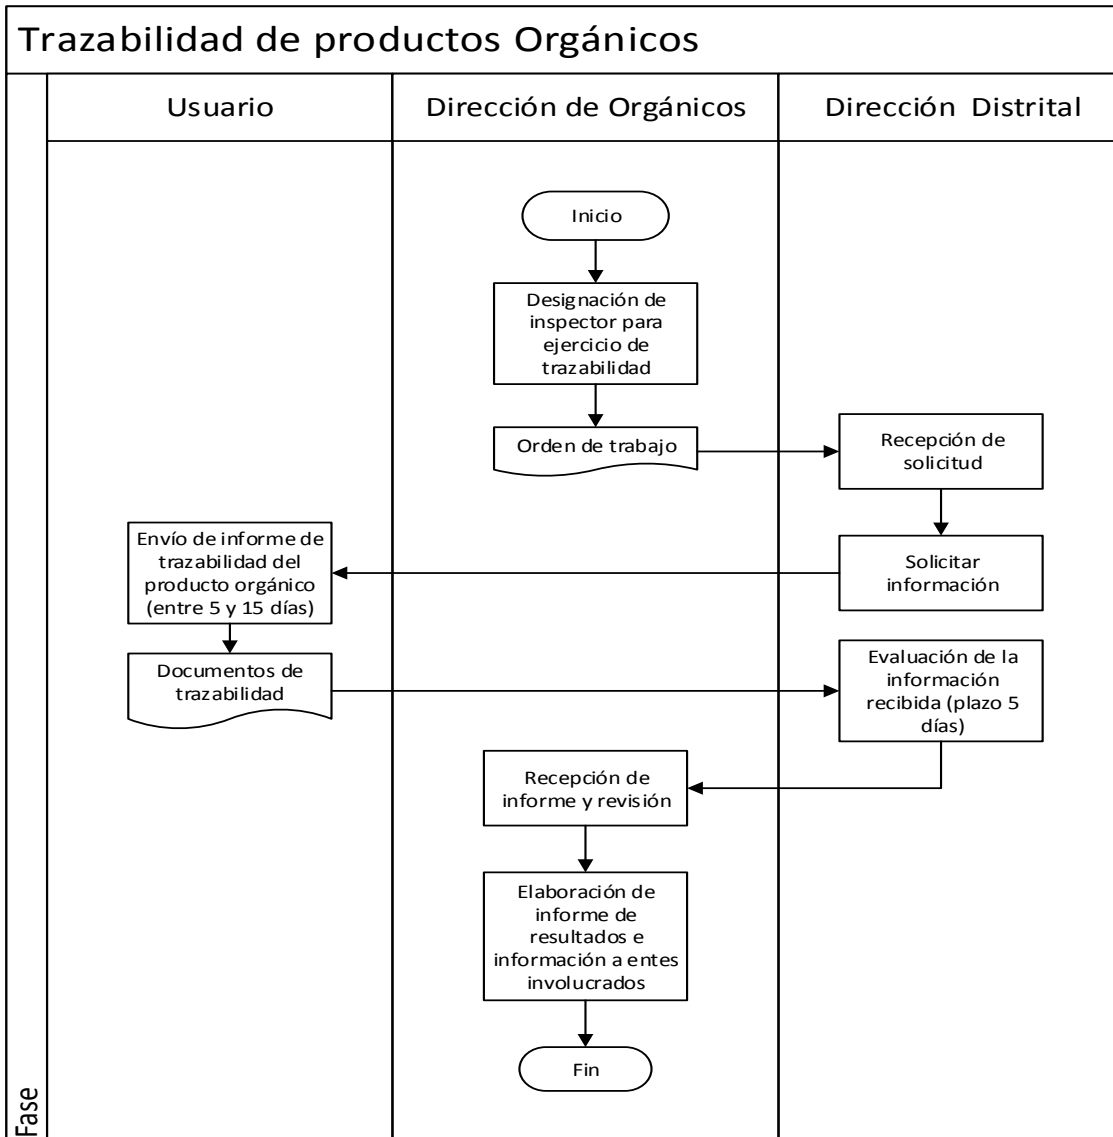 Trazabilidad de productos Orgánicos
Usuario
Dirección de Orgánicos
Dirección Distrital
Inicio
Designación de
inspector para
ejercicio de
trazabilidad
Orden de trabajo
Recepción de
solicitud
Solicitar
información
Envío de informe de
trazabilidad del
producto orgánico
(entre 5 y 15 días)
Documentos de
trazabilidad
Evaluación de la
información
recibida (plazo 5
días)
Recepción de
informe y revisión
Elaboración de
informe de
resultados e
información a entes
involucrados
Fin
Fase